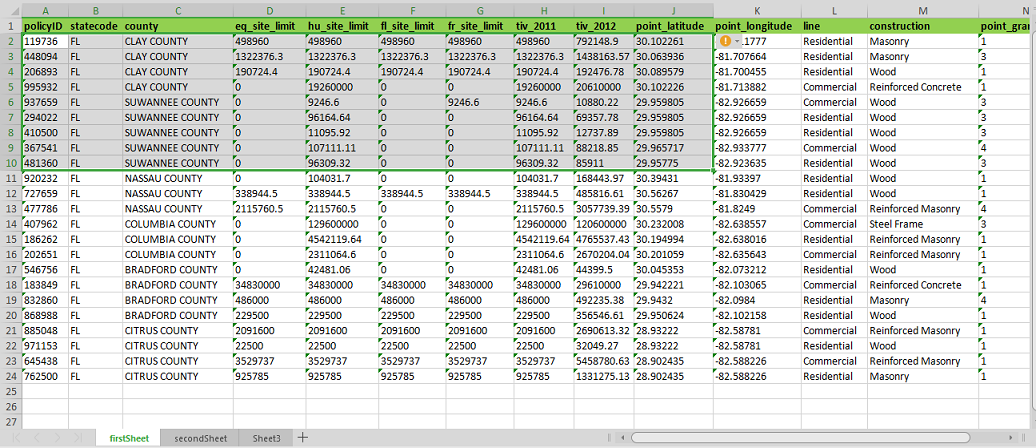 A B C D E F G H I J K L M N
1 policyID statecode county eq_site_limit hu_site_limit fl_site_limit fr_site_limit tiv_2011 tiv_2012 point_latitude point_longitude line construction point_gran
2 119736 FL CLAY COUNTY 498960 498960 498960 498960 498960 792148.9 30.102261 .1777 Residential Masonry 1
3 448094 FL CLAY COUNTY 1322376.3 1322376.3 1322376.3 1322376.3 1322376.3 1438163.57 30.063936 -81.707664 Residential Masonry 3
4 206893 FL CLAY COUNTY 190724.4 190724.4 190724.4 190724.4 190724.4 192476.78 30.089579 -81.700455 Residential Wood 1
5 995932 FL CLAY COUNTY 0 19260000 0 0 19260000 20610000 30.102226 -81.713882 Commercial Reinforced Concrete 1
6 937659 FL SUWANNEE COUNTY 0 9246.6 0 9246.6 9246.6 10880.22 29.959805 -82.926659 Commercial Wood 3
7 294022 FL SUWANNEE COUNTY 0 96164.64 0 0 96164.64 69357.78 29.959805 -82.926659 Residential Wood 3
8 410500 FL SUWANNEE COUNTY 0 11095.92 0 0 11095.92 12737.89 29.959805 -82.926659 Residential Wood 3
9 367541 FL SUWANNEE COUNTY 0 107111.11 0 0 107111.11 88218.85 29.965717 -82.933777 Commercial Wood 4
10 481360 FL SUWANNEE COUNTY 0 96309.32 0 0 96309.32 85911 29.95775 -82.923635 Residential Wood 3
11 920232 FL NASSAU COUNTY 0 104031.7 0 0 104031.7 168443.97 30.39431 -81.93397 Residential Wood 1
12 727659 FL NASSAU COUNTY 338944.5 338944.5 338944.5 338944.5 338944.5 485816.61 30.56267 -81.830429 Residential Wood 1
13 477786 FL NASSAU COUNTY 2115760.5 2115760.5 0 0 2115760.5 3057739.39 30.5579 -81.8249 Commercial Reinforced Masonry 4
14 407962 FL COLUMBIA COUNTY 0 129600000 0 0 129600000 120600000 30.232008 -82.638557 Commercial Steel Frame 3
15 186262 FL COLUMBIA COUNTY 0 4542119.64 0 0 4542119.64 4765537.43 30.194994 -82.638016 Residential Reinforced Masonry 1
16 202651 FL COLUMBIA COUNTY 0 2311064.6 0 0 2311064.6 2670204.04 30.201059 -82.635643 Commercial Reinforced Masonry 1
17 546756 FL BRADFORD COUNTY 0 42481.06 0 0 42481.06 44399.5 30.045353 -82.073212 Residential Wood 1
18 183849 FL BRADFORD COUNTY 34830000 34830000 34830000 34830000 34830000 29610000 29.942221 -82.103065 Commercial Reinforced Concrete 1
19 832860 FL BRADFORD COUNTY 486000 486000 486000 486000 486000 492235.38 29.9432 -82.0984 Residential Masonry 4
20 868988 FL BRADFORD COUNTY 229500 229500 229500 229500 229500 356546.61 29.950624 -82.102158 Residential Wood 1
21 885048 FL CITRUS COUNTY 2091600 2091600 2091600 2091600 2091600 2690613.32 28.93222 -82.58781 Commercial Reinforced Masonry 1
22 971153 FL CITRUS COUNTY 22500 22500 22500 22500 22500 32049.27 28.93222 -82.58781 Residential Wood 1
23 645438 FL CITRUS COUNTY 3529737 3529737 3529737 3529737 3529737 5458780.63 28.902435 -82.588226 Commercial Reinforced Masonry 1
24 762500 FL CITRUS COUNTY 925785 925785 925785 925785 925785 1331275.13 28.902435 -82.588226 Residential Masonry 1
25
26
27
firstSheet secondSheet Sheet3